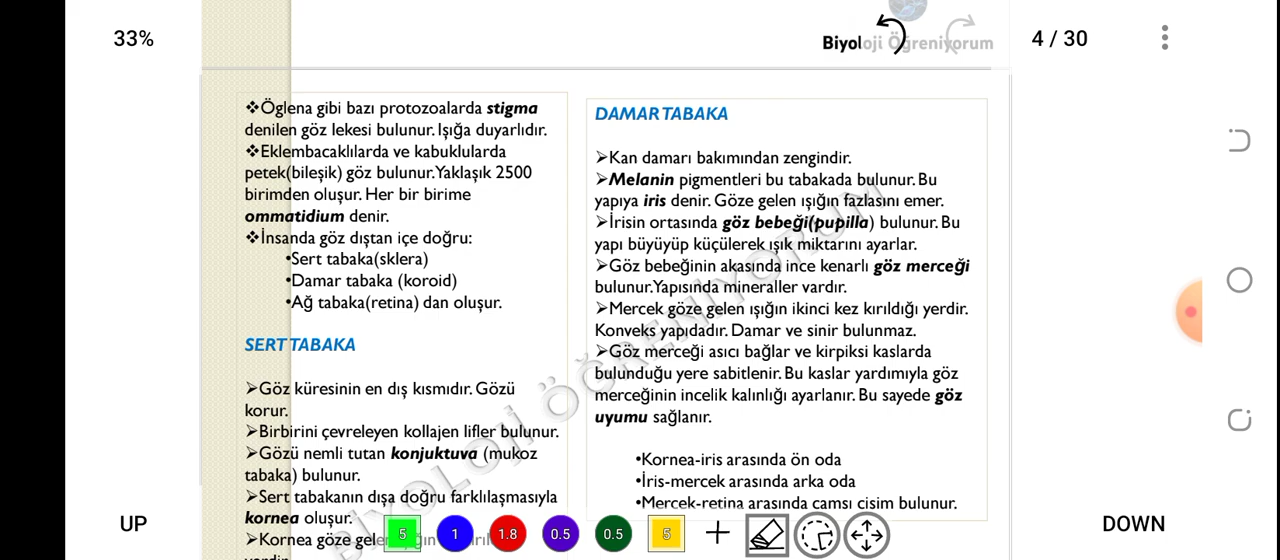 33%
Biyoloji Öğreniyorum
4 / 30
❖Öglena gibi bazı protozoalarda stigma
denilen göz lekesi bulunur. Işığa duyarlıdır.
❖Eklembacaklılarda ve kabuklularda
petek(bileşik) göz bulunur.Yaklaşık 2500
birimden oluşur. Her bir birime
ommatidium denir.
❖İnsanda göz dıştan içe doğru:
•Sert tabaka(sklera)
•Damar tabaka (koroid)
•Ağ tabaka(retina) dan oluşur.
SERT TABAKA
➢Göz küresinin en dış kısmıdır. Gözü
korur.
➢Birbirini çevreleyen kollajen lifler bulunur.
➢Gözü nemli tutan konjuktuva (mukoz
tabaka) bulunur.
➢Sert tabakanın dışa doğru farklılaşmasıyla
kornea oluşur.
➢Kornea göze
DAMAR TABAKA
➢Kan damarı bakımından zengindir.
➢Melanin pigmentleri bu tabakada bulunur. Bu
yapıya iris denir. Göze gelen ışığın fazlasını emer.
➢İrisin ortasında göz bebeği(pupilla) bulunur. Bu
yapı büyüyüp küçülerek ışık miktarını ayarlar.
➢Göz bebeğinin akasında ince kenarlı göz merceği
bulunur.Yapısında mineraller vardır.
➢Mercek göze gelen ışığın ikinci kez kırıldığı yerdir.
Konveks yapıdadır. Damar ve sinir bulunmaz.
➢Göz merceği asıcı bağlar ve kirpiksi kaslarda
bulunduğu yere sabitlenir. Bu kaslar yardımıyla göz
merceğinin incelik kalınlığı ayarlanır. Bu sayede göz
uyumu sağlanır.
•Kornea-iris arasında ön oda
•İris-mercek arasında arka oda
•Mercek-retina arasında camsı cisim bulunur.
BİYOLOJİ ÖĞRENİYORUM
UP
5 1 1.8 0.5 0.5 5
DOWN